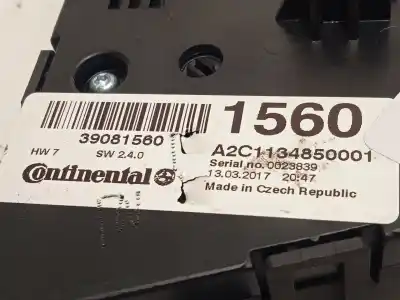 1560
39081560
A2C1134850001
HW 7
SW 2.4.0
Serial no. 0023839
Continental
13.03.2017 20:47
Made in Czech Republic